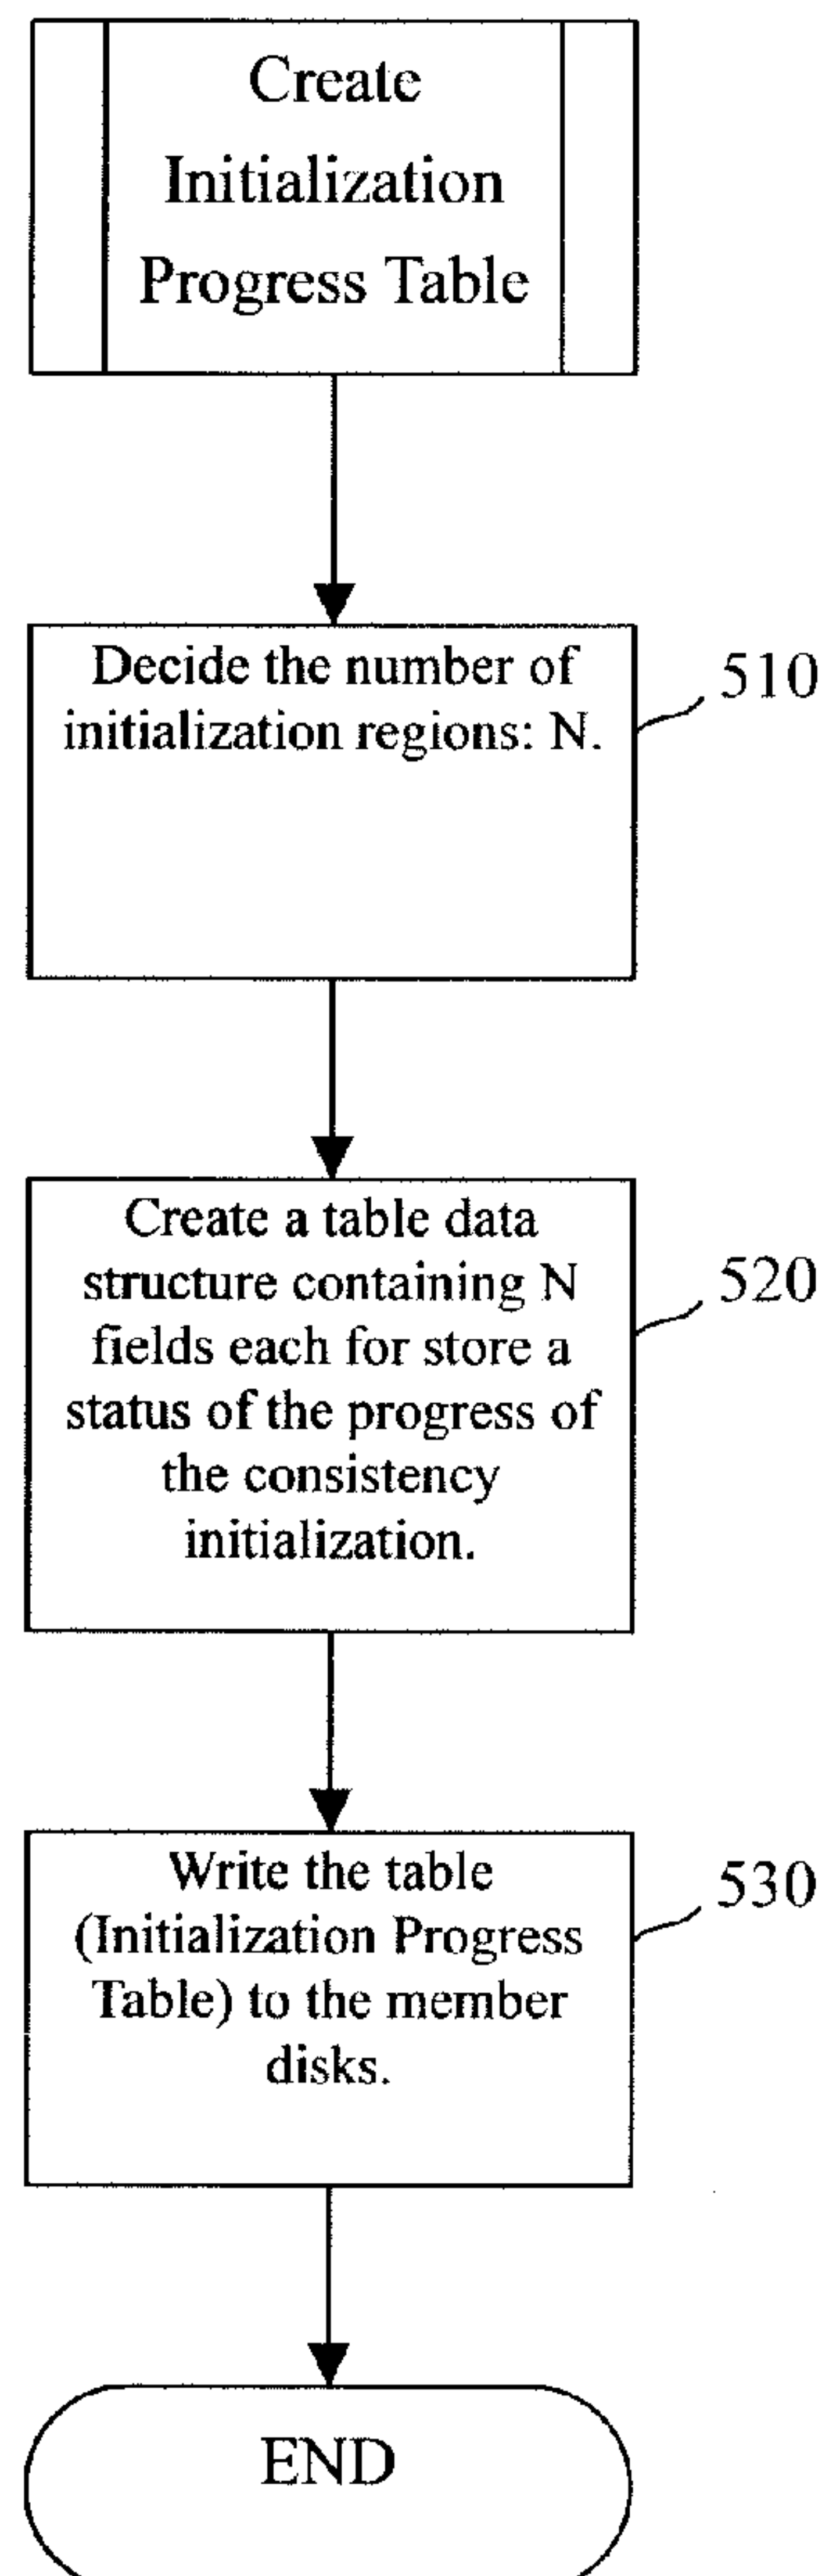 Create
Initialization
Progress Table
Decide the number of
initialization regions: N.
510
Create a table data
structure containing N
fields each for store a
status of the progress of
the consistency
initialization.
520
Write the table
(Initialization Progress
Table) to the member
disks.
530
END